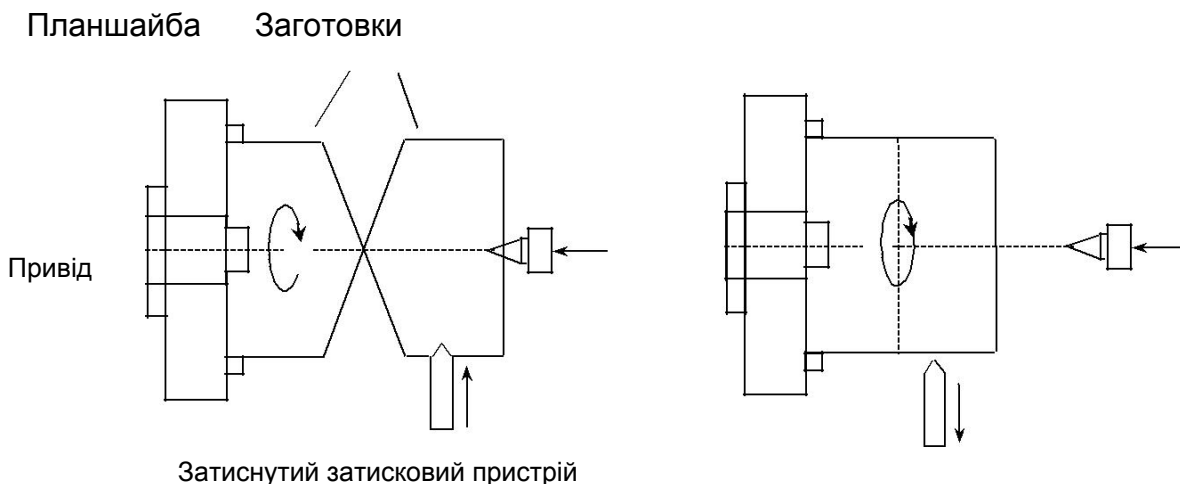 Планшайба Заготовки
Привід
Затиснутий затисковий пристрій